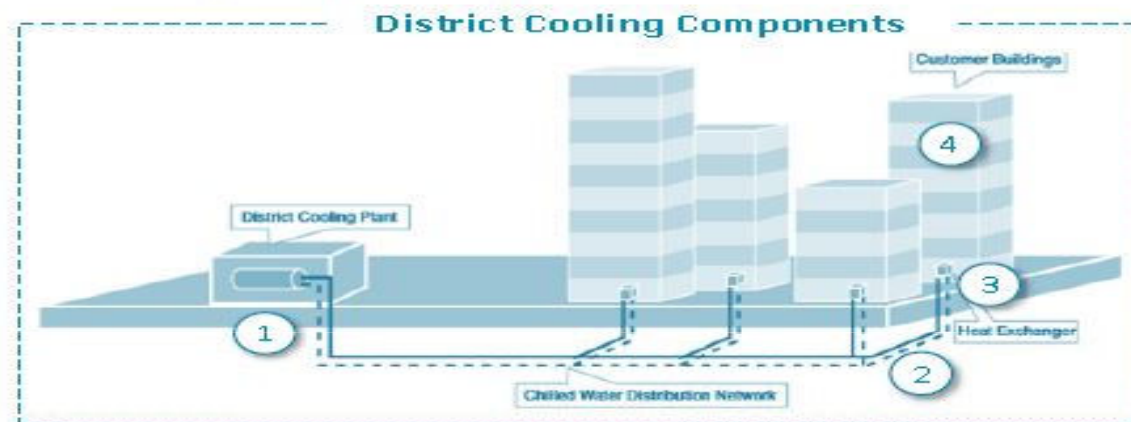 District Cooling Components
Customer Buildings
4
District Cooling Plant
3
1
Heat Exchanger
2
Chilled Water Distribution Network